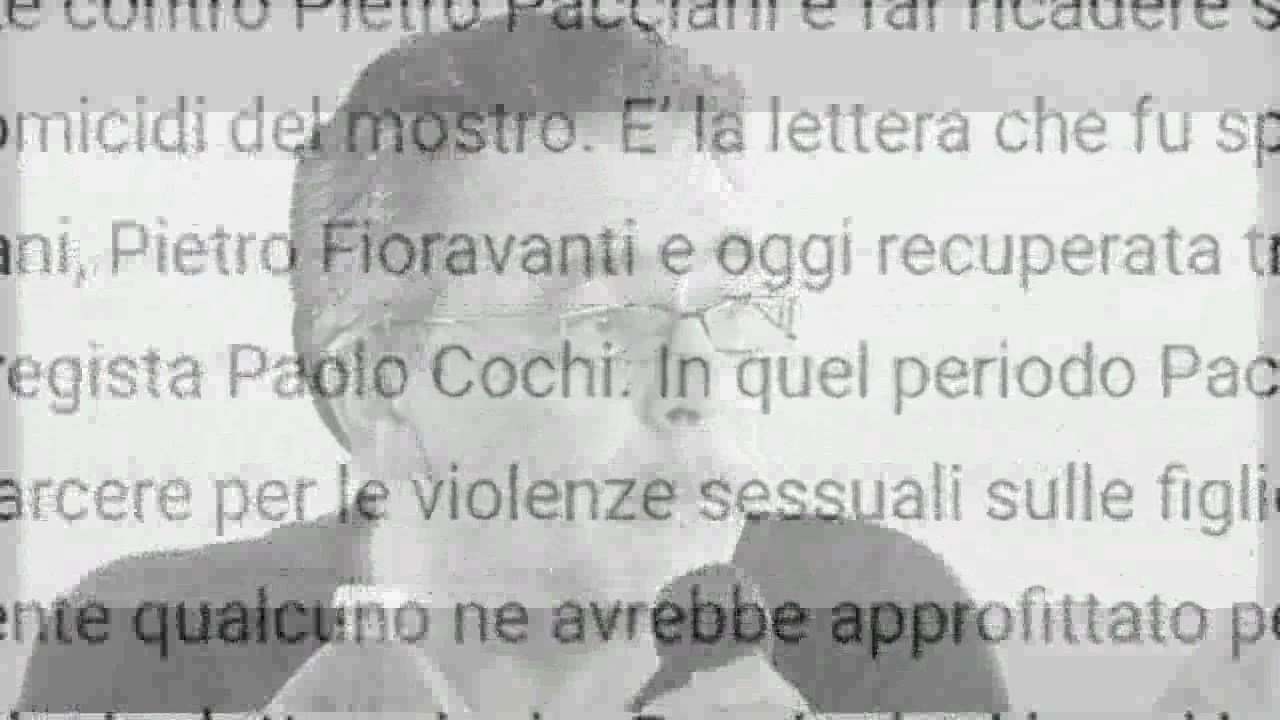 e contro Pietro Pacciani e far ricadere s
omicidi del mostro. E' la lettera che fu sp
ani, Pietro Fioravanti e oggi recuperata tr
regista Paolo Cochi. In quel periodo Pac
arcere per le violenze sessuali sulle figli
ente qualcuno ne avrebbe approfittato pe